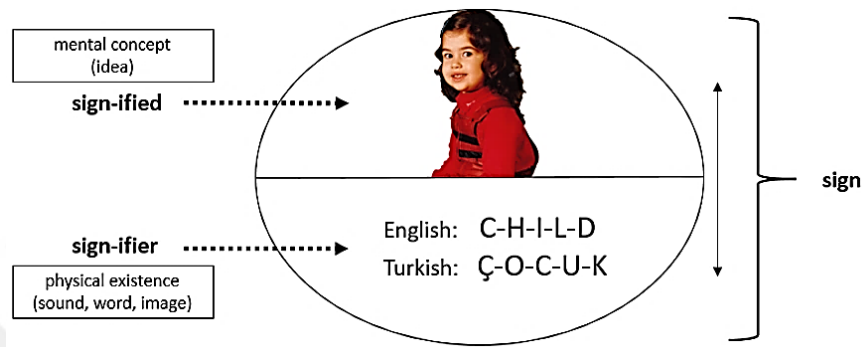 mental concept
(idea)
sign-ified
sign-ifier
physical existence
(sound, word, image)
English: C-H-I-L-D
Turkish: Ç-O-C-U-K
sign